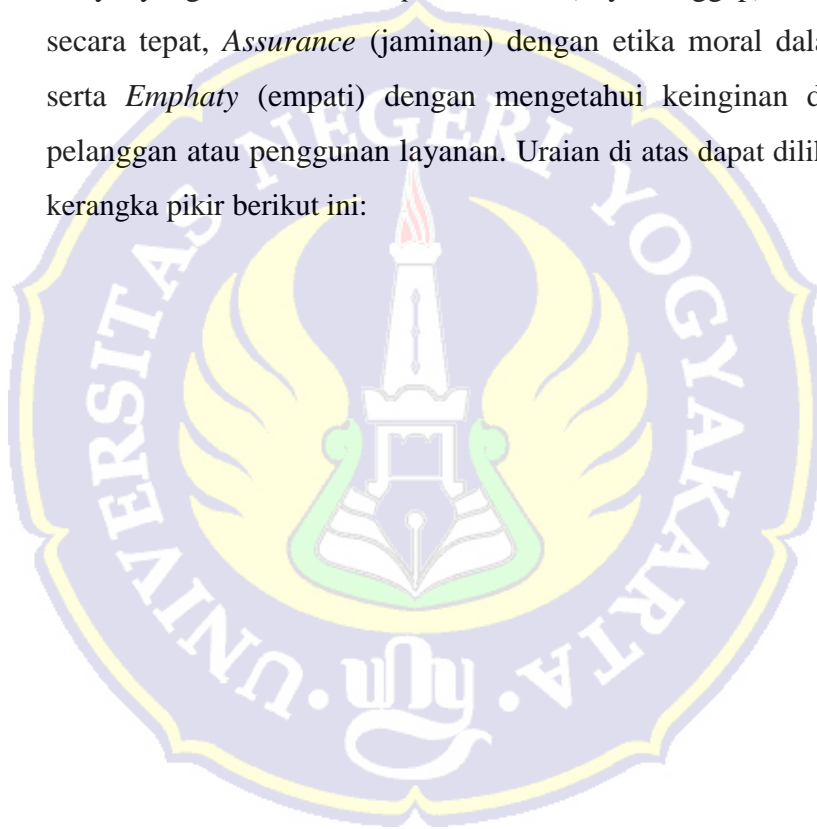 secara tepat, Assurance (jaminan) dengan etika moral dala
serta Emphaty (empati) dengan mengetahui keinginan d
pelanggan atau penggunan layanan. Uraian di atas dapat dilil
kerangka pikir berikut ini:
UNIVERSITAS NEGERI YOGYAKARTA
uny